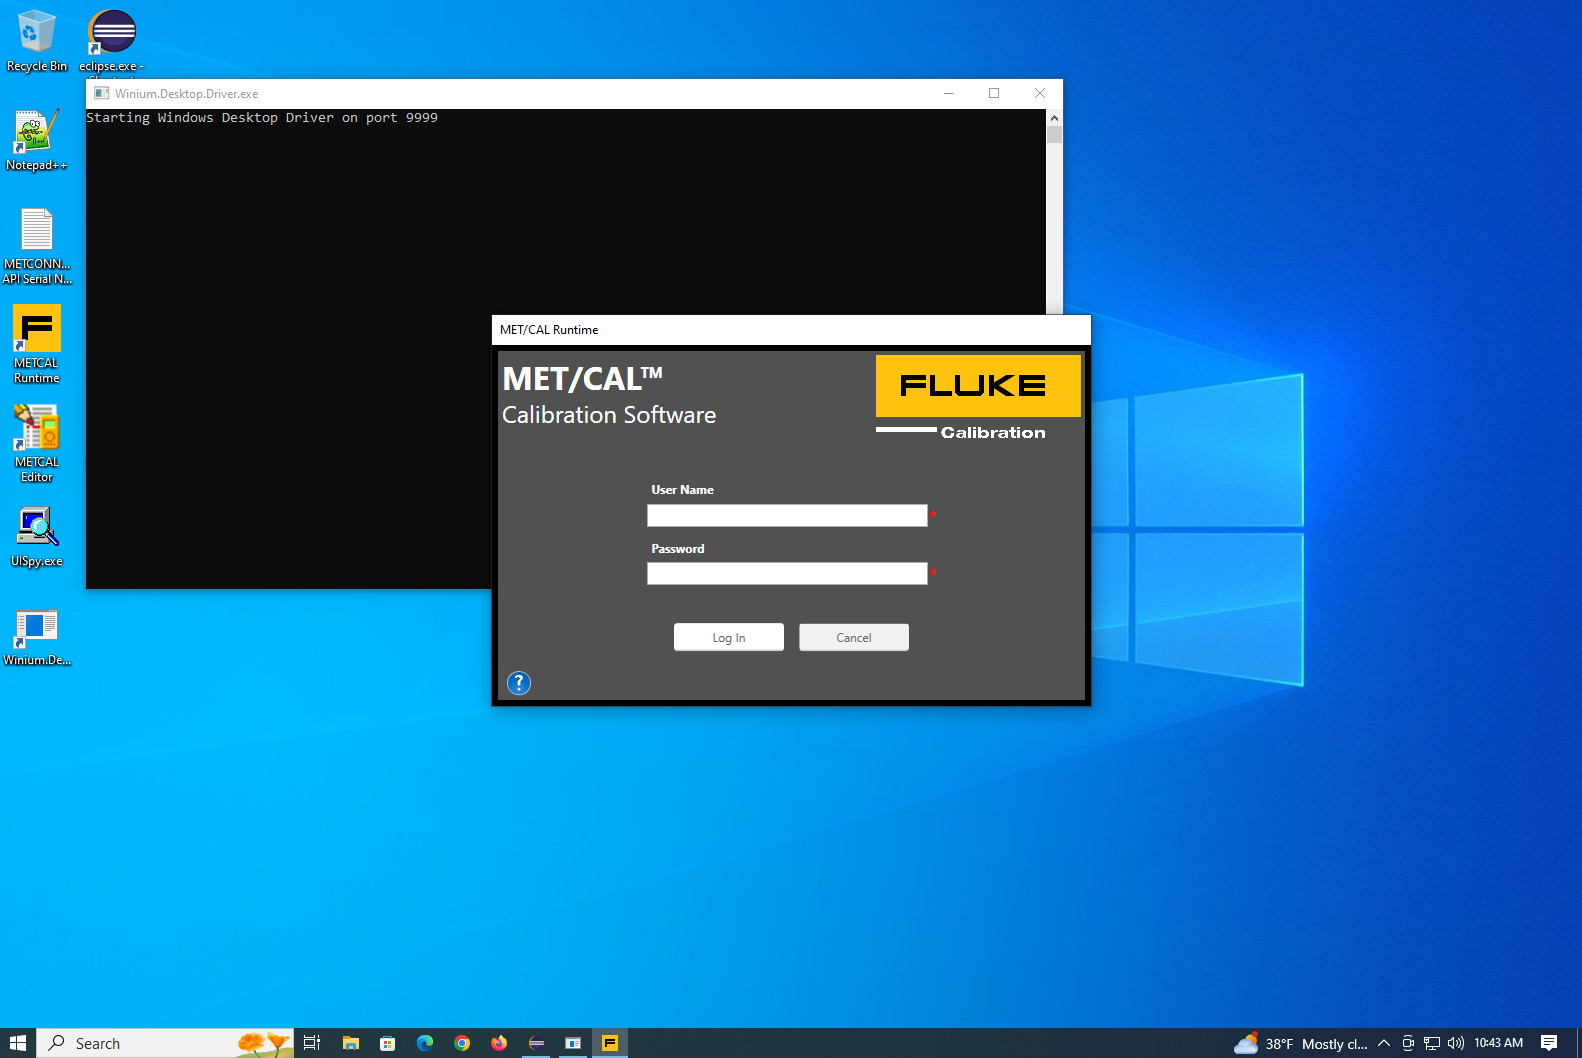 Recycle Bin
eclipse.exe -
Notepad++
METCONN...
API Serial N...
METCAL
Runtime
METCAL
Editor
UISpy.exe
Winium.De...
Winium.Desktop.Driver.exe
Starting Windows Desktop Driver on port 9999
MET/CAL Runtime
MET/CAL™
Calibration Software
FLUKE
Calibration
User Name
*
Password
*
Log In
Cancel
?
Search
38°F Mostly cl...
10:43 AM